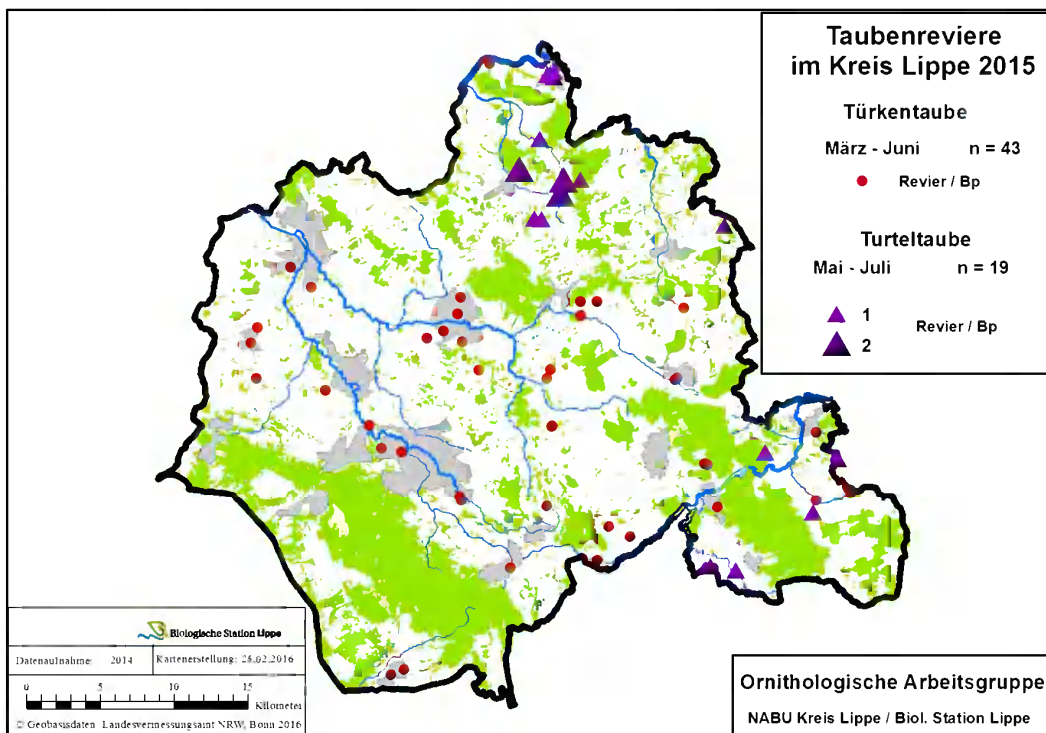 Taubenreviere
im Kreis Lippe 2015
Türkentaube
März - Juni n = 43
Revier / Bp
Turteltaube
Mai - Juli n = 19
1
Revier / Bp
2
Biologische Station Lippe
Datenaufnahme: 2014 Kartenerstellung: 26.02.2016
0 5 10 15
Kilometer
© Geobasisdaten Landesvermessungsamt NRW, Bonn 2016
Ornithologische Arbeitsgruppe
NABU Kreis Lippe / Biol. Station Lippe